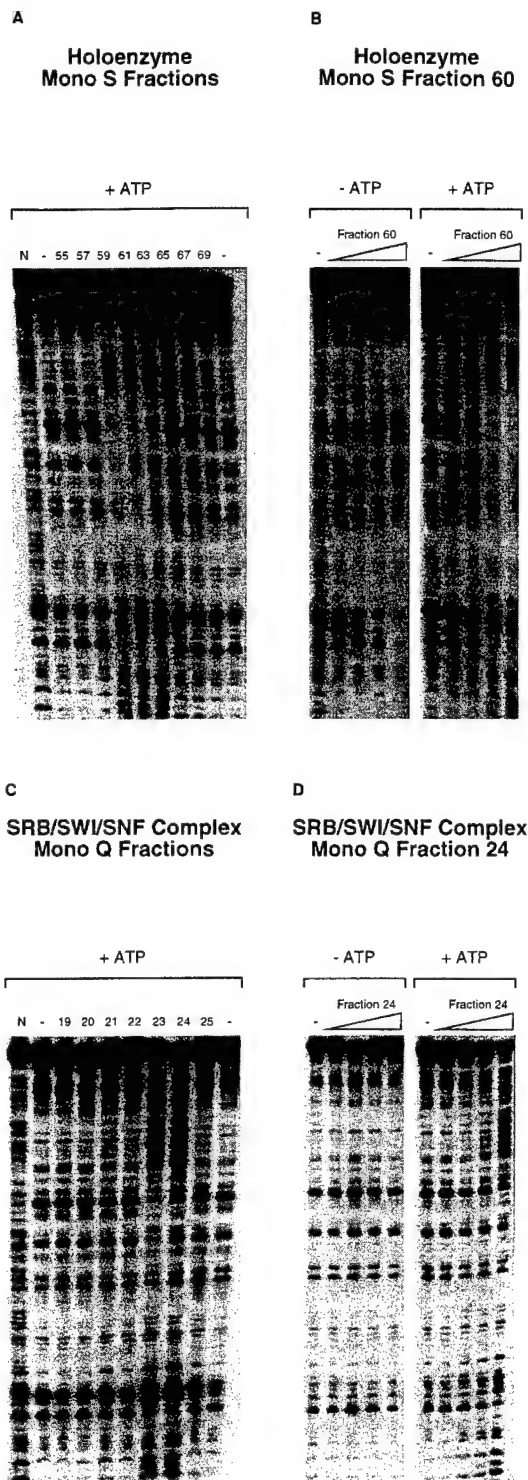 A
Holoenzyme
Mono S Fractions
+ ATP
N - 55 57 59 61 63 65 67 69 -
B
Holoenzyme
Mono S Fraction 60
- ATP + ATP
Fraction 60 Fraction 60
- -
C
SRB/SWI/SNF Complex
Mono Q Fractions
+ ATP
N - 19 20 21 22 23 24 25 -
D
SRB/SWI/SNF Complex
Mono Q Fraction 24
- ATP + ATP
Fraction 24 Fraction 24
- -